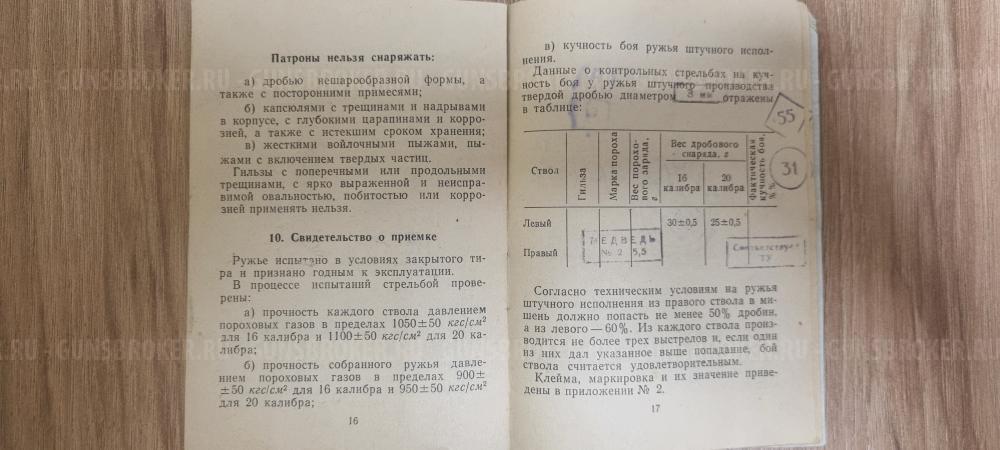 Патроны нельзя снаряжать:
а) дробью нешарообразной формы, а
также с посторонними примесями;
б) капсюлями с трещинами и надрывами
в корпусе, с глубокими царапинами и корро-
зией, а также с истекшим сроком хранения;
в) жесткими войлочными пыжами, пы-
жами с включением твердых частиц.
Гильзы с поперечными или продольными
трещинами, с ярко выраженной и неиспра-
вимой овальностью, побитостью или корро-
зией применять нельзя.
10. Свидетельство о приемке
Ружье испытано в условиях закрытого ти-
ра и признано годным к эксплуатации.
В процессе испытаний стрельбой прове-
рены:
а) прочность каждого ствола давлением
пороховых газов в пределах 1050±50 кгс/см²
для 16 калибра и 1100±50 кгс/см² для 20 ка-
либра;
б) прочность собранного ружья давле-
нием пороховых газов в пределах 900±
±50 кгс/см² для 16 калибра и 950±50 кгс/см²
для 20 калибра;
16
в) кучность боя ружья штучного испол-
нения.
Данные о контрольных стрельбах на куч-
ность боя у ружья штучного производства
твердой дробью диаметром 3 мм отражены
в таблице:
55
31
Ствол
Гильза
Марка пороха
Вес порохо-
вого заряда,
г
Вес дробового
снаряда, г
16
калибра
20
калибра
Фактическая
кучность боя,
%%
Левый
30±0,5
25±0,5
Правый
МЕДВЕДЬ
№ 2 5,5
Соответствует
ТУ
Согласно техническим условиям на ружья
штучного исполнения из правого ствола в ми-
шень должно попасть не менее 50% дробин,
а из левого — 60%. Из каждого ствола произ-
водится не более трех выстрелов и, если один
из них дал указанное выше попадание, бой
ствола считается удовлетворительным.
Клейма, маркировка и их значение приве-
дены в приложении № 2.
17